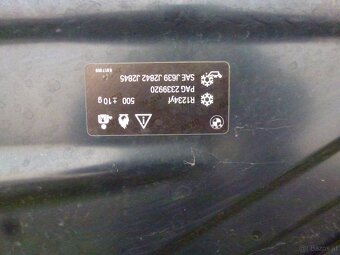 R1234yf 500 ± 10 g
PAG 2339920
SAE J639 J2842 J2845